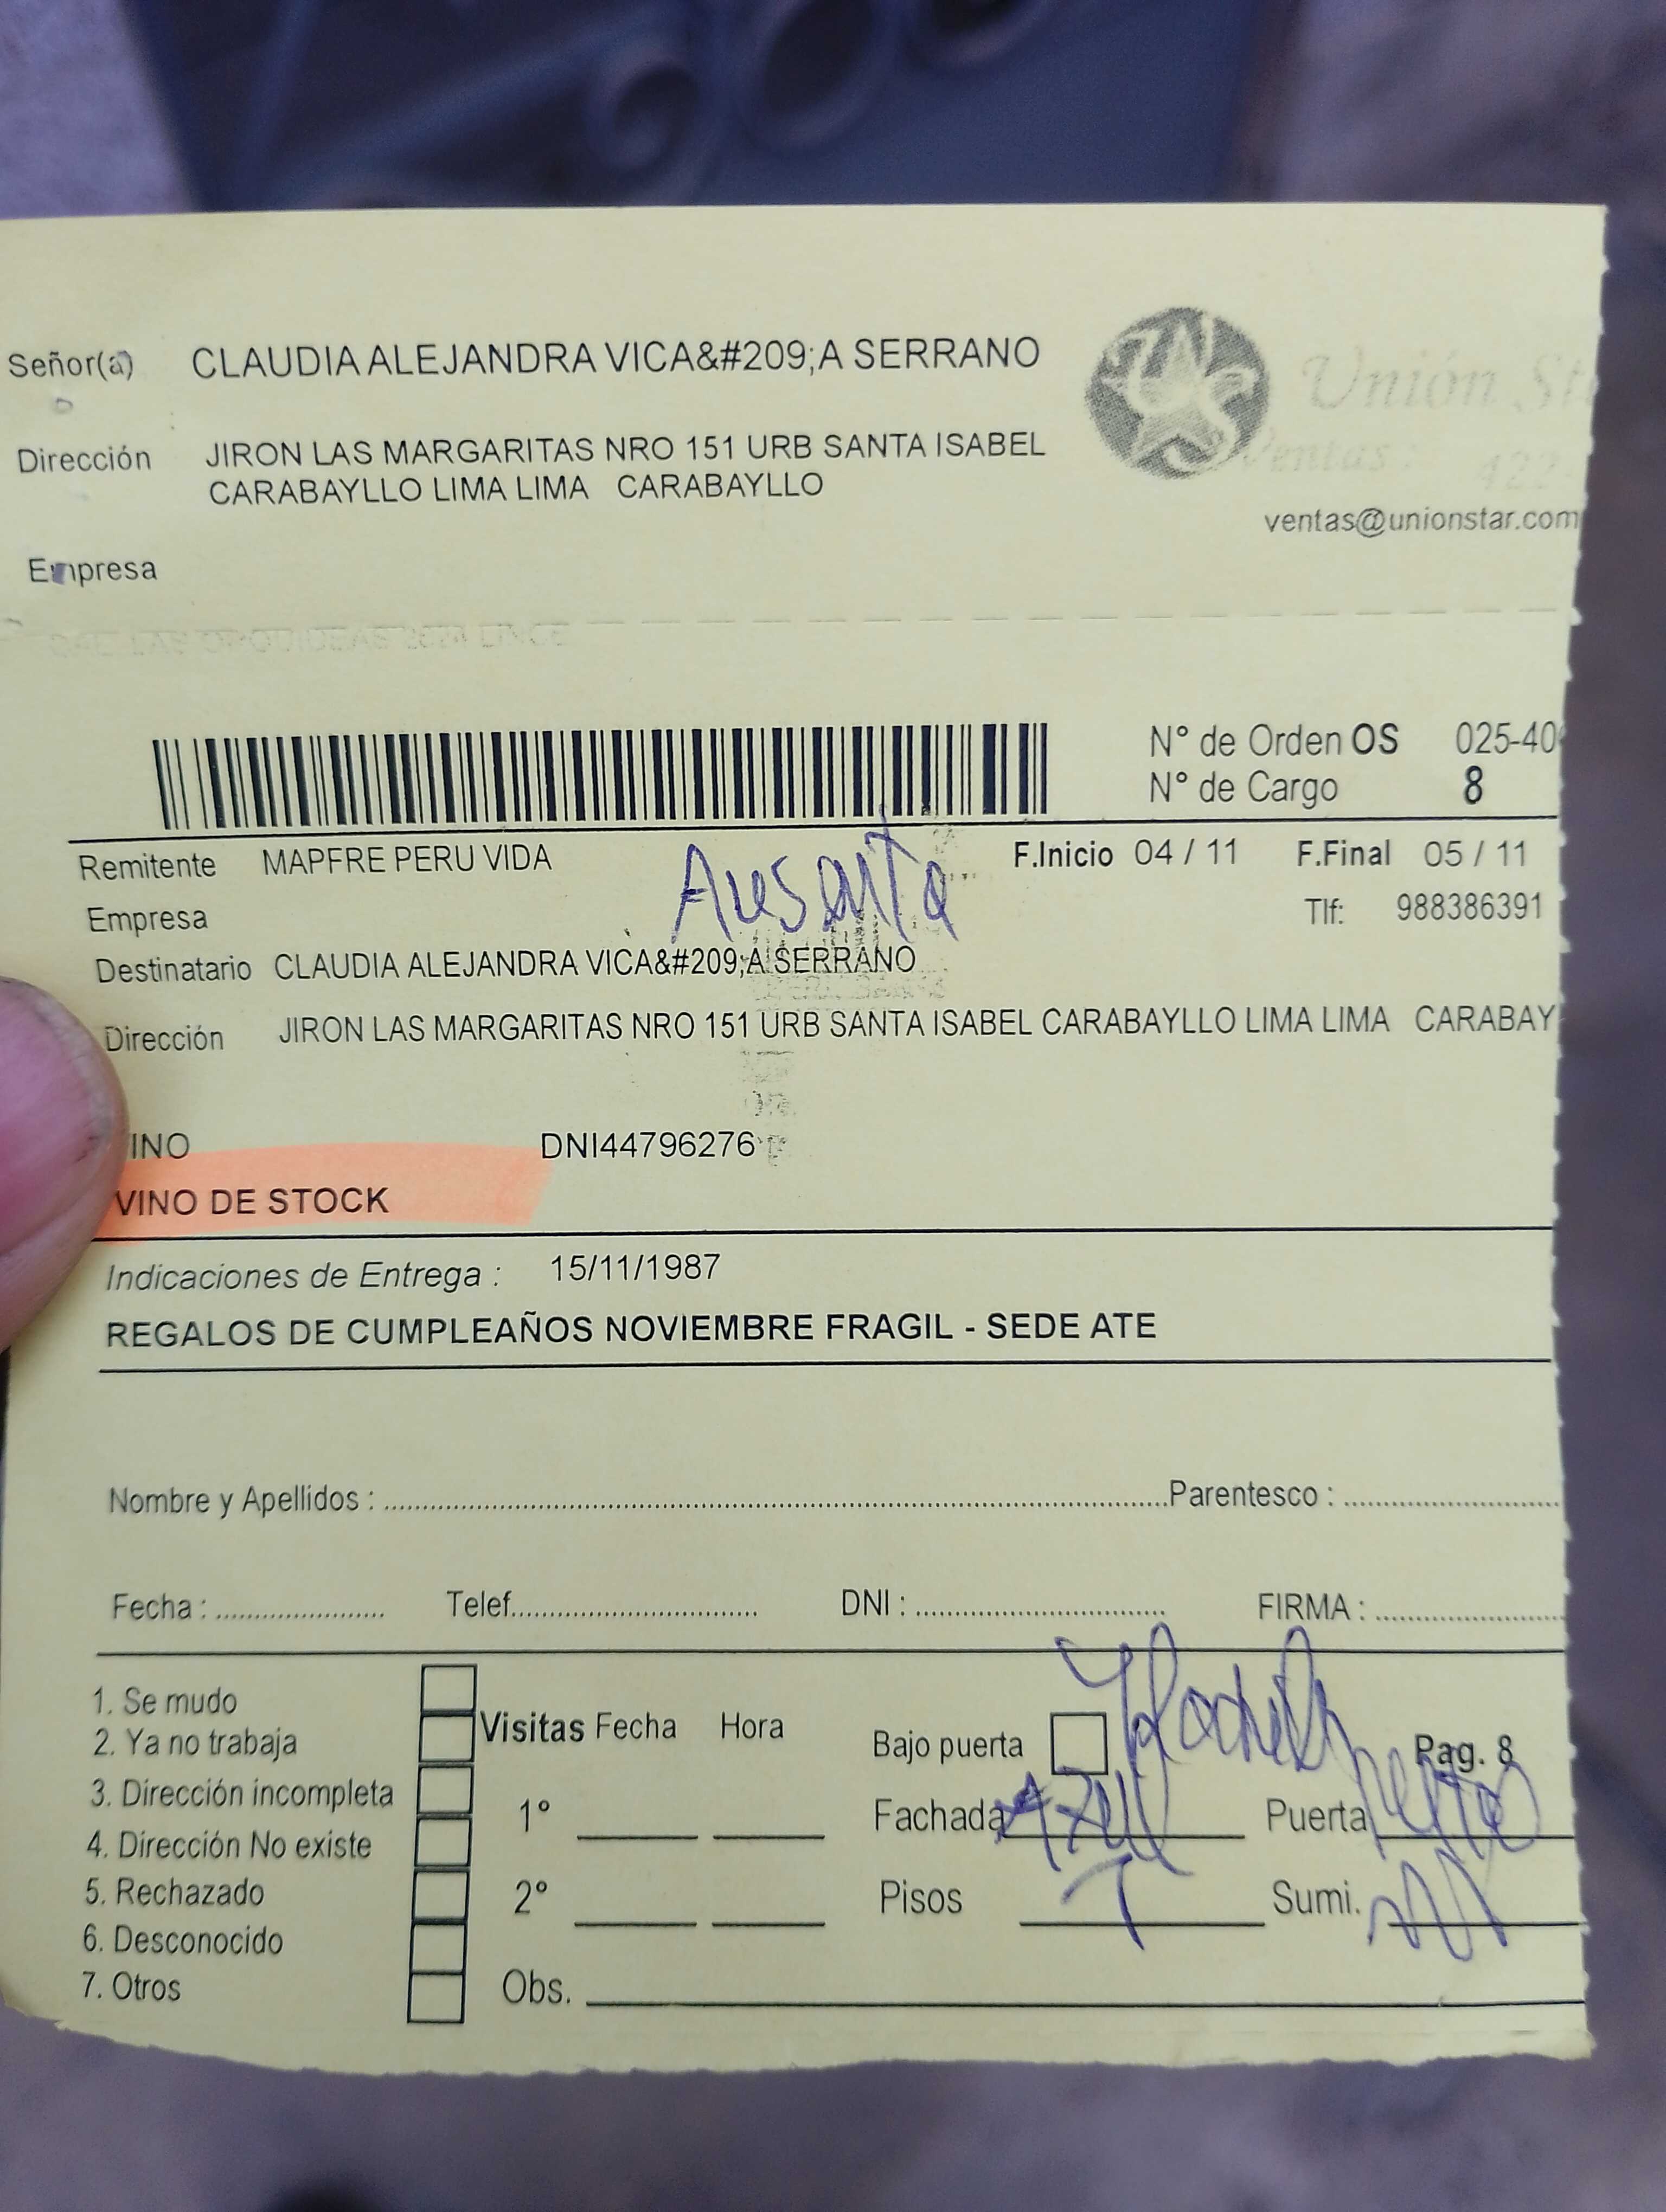 Señor(a) CLAUDIA ALEJANDRA VICA&#209;A SERRANO
Unión
Ventas: 422
Dirección JIRON LAS MARGARITAS NRO 151 URB SANTA ISABEL
CARABAYLLO LIMA LIMA CARABAYLLO
ventas@unionstar.com
Empresa
N° de Orden OS 025-40
N° de Cargo 8
Remitente MAPFRE PERU VIDA F.Inicio 04 / 11 F.Final 05 / 11
Empresa Tlf: 988386391
Destinatario CLAUDIA ALEJANDRA VICA&#209;A SERRANO
Dirección JIRON LAS MARGARITAS NRO 151 URB SANTA ISABEL CARABAYLLO LIMA LIMA CARABAY
INO DNI44796276
VINO DE STOCK
Indicaciones de Entrega : 15/11/1987
REGALOS DE CUMPLEAÑOS NOVIEMBRE FRAGIL - SEDE ATE
Nombre y Apellidos : Parentesco :
Fecha : Telef. DNI : FIRMA :
1. Se mudo
2. Ya no trabaja
3. Dirección incompleta
4. Dirección No existe
5. Rechazado
6. Desconocido
7. Otros
Visitas Fecha Hora
1°
2°
Obs.
Bajo puerta Pag. 8
Fachada Puerta
Pisos 1 Sumi.